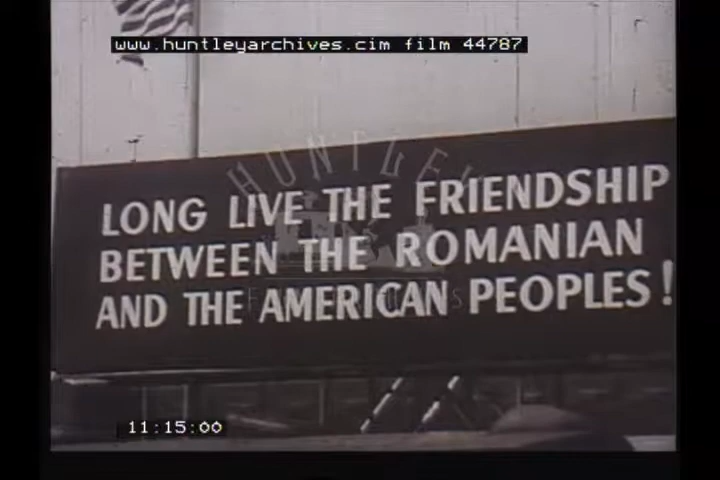 www.huntleyarchives.cim film 44787
HUNTLEY
LONG LIVE THE FRIENDSHIP
BETWEEN THE ROMANIAN
AND THE AMERICAN PEOPLES!
11:15:00